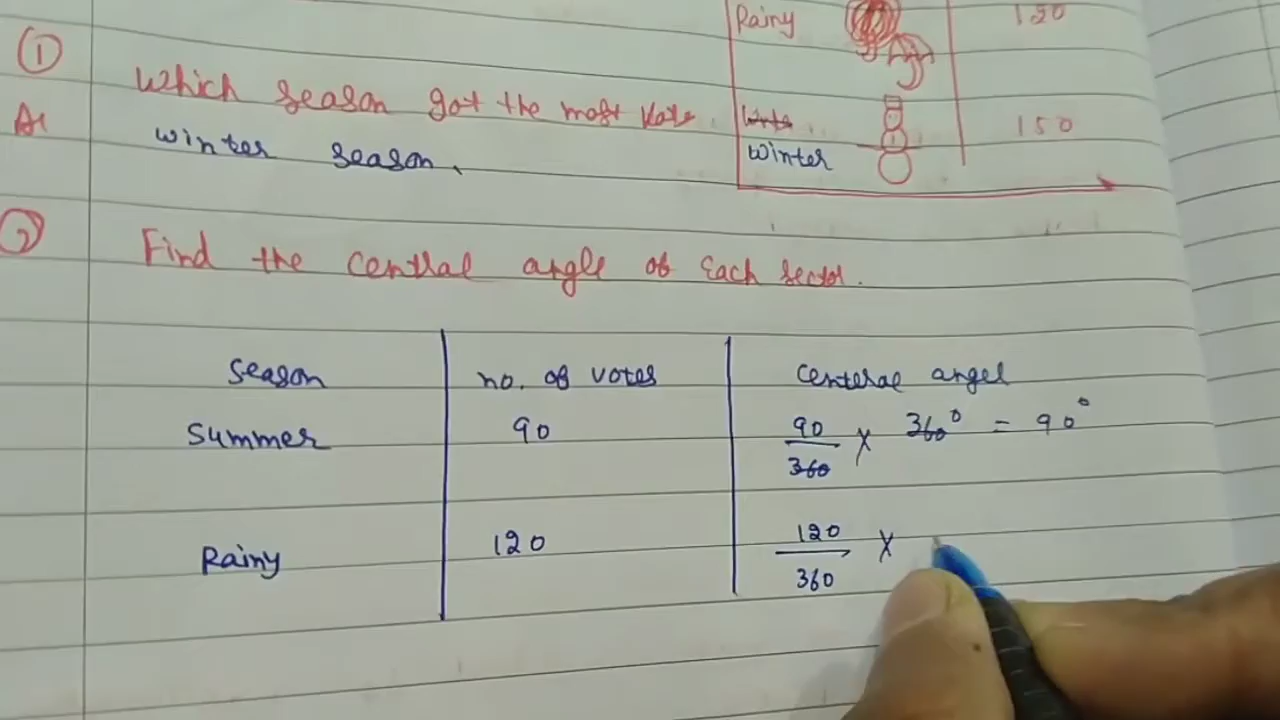 Rainy 120
① Which season got the most Vote.
A1 winter season.
Winter 150
② Find the central angle of Each sector.
Season no. of votes Centeral angel
Summer 90 90/360 × 360° = 90°
Rainy 120 120/360 ×